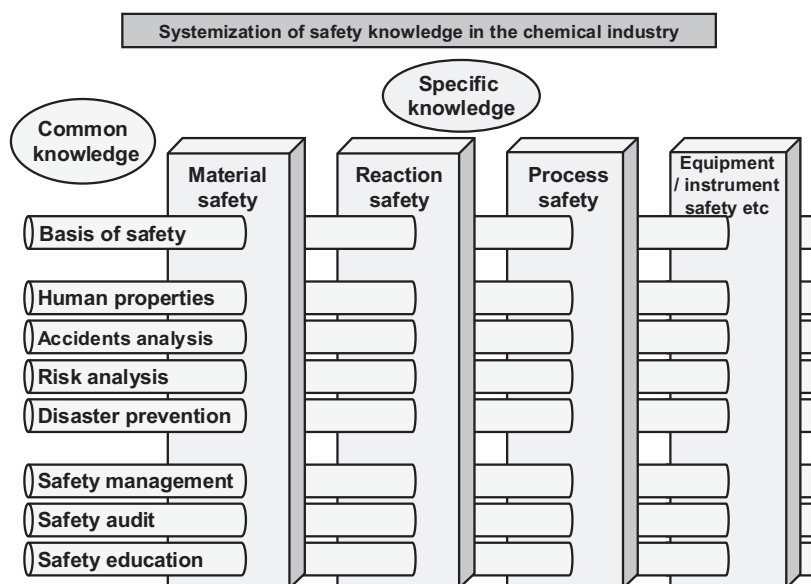 Systemization of safety knowledge in the chemical industry
Specific
knowledge
Common
knowledge
Material
safety
Reaction
safety
Process
safety
Equipment
/ instrument
safety etc
Basis of safety
Human properties
Accidents analysis
Risk analysis
Disaster prevention
Safety management
Safety audit
Safety education